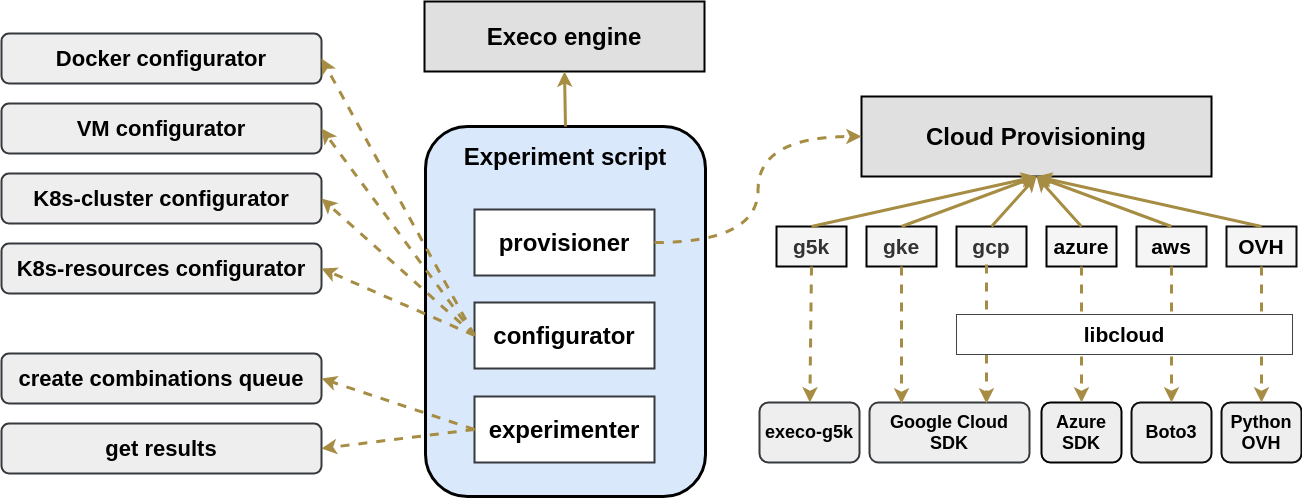 Execo engine
Docker configurator
VM configurator
K8s-cluster configurator
K8s-resources configurator
create combinations queue
get results
Experiment script
provisioner
configurator
experimenter
Cloud Provisioning
g5k
gke
gcp
azure
aws
OVH
libcloud
execo-g5k
Google Cloud
SDK
Azure
SDK
Boto3
Python
OVH